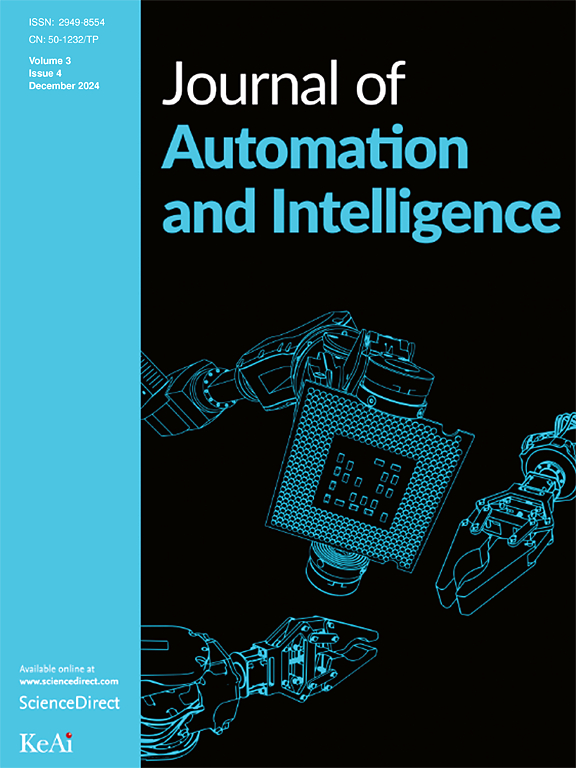 ISSN: 2949-8554
CN: 50-1232/TP
Volume 3
Issue 4
December 2024
Journal of
Automation
and Intelligence
Available online at
www.sciencedirect.com
ScienceDirect
KeAi